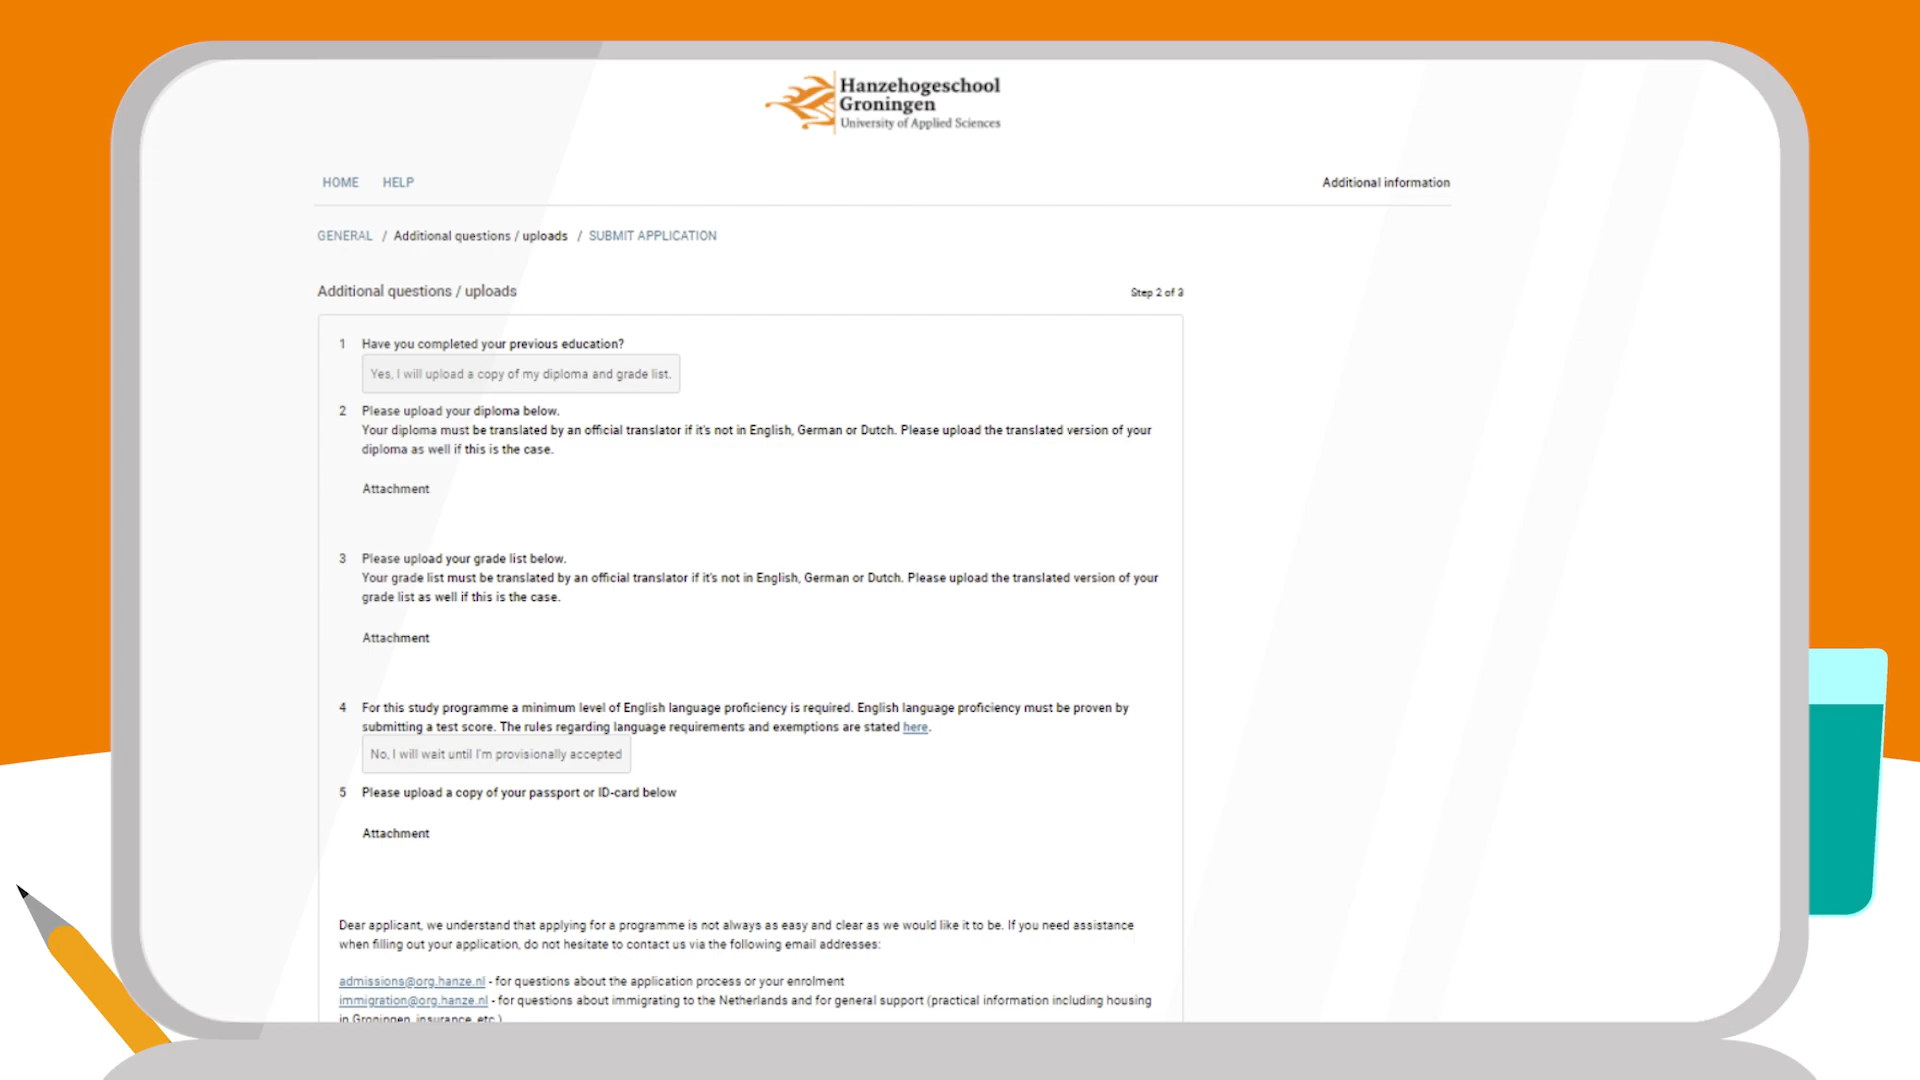 Hanzehogeschool
Groningen
University of Applied Sciences
HOME HELP Additional information
GENERAL / Additional questions / uploads / SUBMIT APPLICATION
Additional questions / uploads Step 2 of 3
1 Have you completed your previous education?
Yes, I will upload a copy of my diploma and grade list.
2 Please upload your diploma below.
Your diploma must be translated by an official translator if it's not in English, German or Dutch. Please upload the translated version of your
diploma as well if this is the case.
Attachment
3 Please upload your grade list below.
Your grade list must be translated by an official translator if it's not in English, German or Dutch. Please upload the translated version of your
grade list as well if this is the case.
Attachment
4 For this study programme a minimum level of English language proficiency is required. English language proficiency must be proven by
submitting a test score. The rules regarding language requirements and exemptions are stated here.
No, I will wait until I'm provisionally accepted
5 Please upload a copy of your passport or ID-card below
Attachment
Dear applicant, we understand that applying for a programme is not always as easy and clear as we would like it to be. If you need assistance
when filling out your application, do not hesitate to contact us via the following email addresses:
admissions@org.hanze.nl - for questions about the application process or your enrolment
immigration@org.hanze.nl - for questions about immigrating to the Netherlands and for general support (practical information including housing
in Groningen, insurance, etc.)